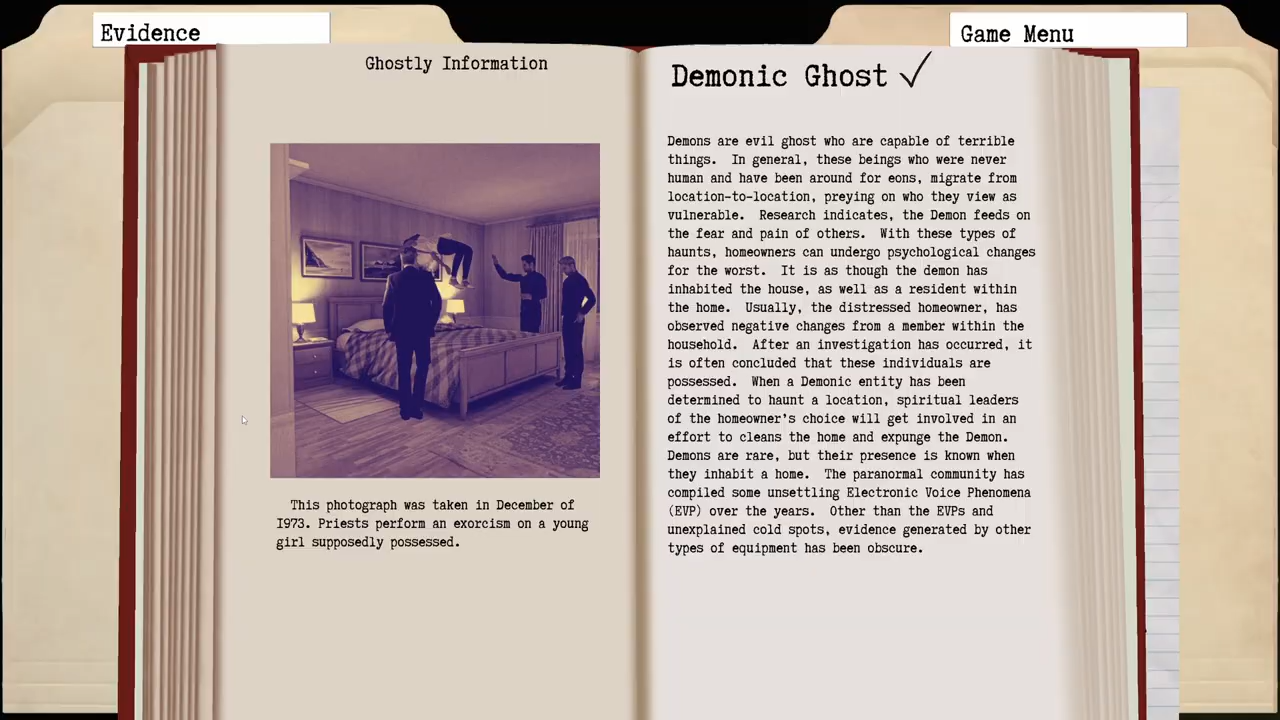 Evidence
Game Menu
Ghostly Information
This photograph was taken in December of
1973. Priests perform an exorcism on a young
girl supposedly possessed.
Demonic Ghost ✓
Demons are evil ghost who are capable of terrible
things. In general, these beings who were never
human and have been around for eons, migrate from
location-to-location, preying on who they view as
vulnerable. Research indicates, the Demon feeds on
the fear and pain of others. With these types of
haunts, homeowners can undergo psychological changes
for the worst. It is as though the demon has
inhabited the house, as well as a resident within
the home. Usually, the distressed homeowner, has
observed negative changes from a member within the
household. After an investigation has occurred, it
is often concluded that these individuals are
possessed. When a Demonic entity has been
determined to haunt a location, spiritual leaders
of the homeowner's choice will get involved in an
effort to cleans the home and expunge the Demon.
Demons are rare, but their presence is known when
they inhabit a home. The paranormal community has
compiled some unsettling Electronic Voice Phenomena
(EVP) over the years. Other than the EVPs and
unexplained cold spots, evidence generated by other
types of equipment has been obscure.